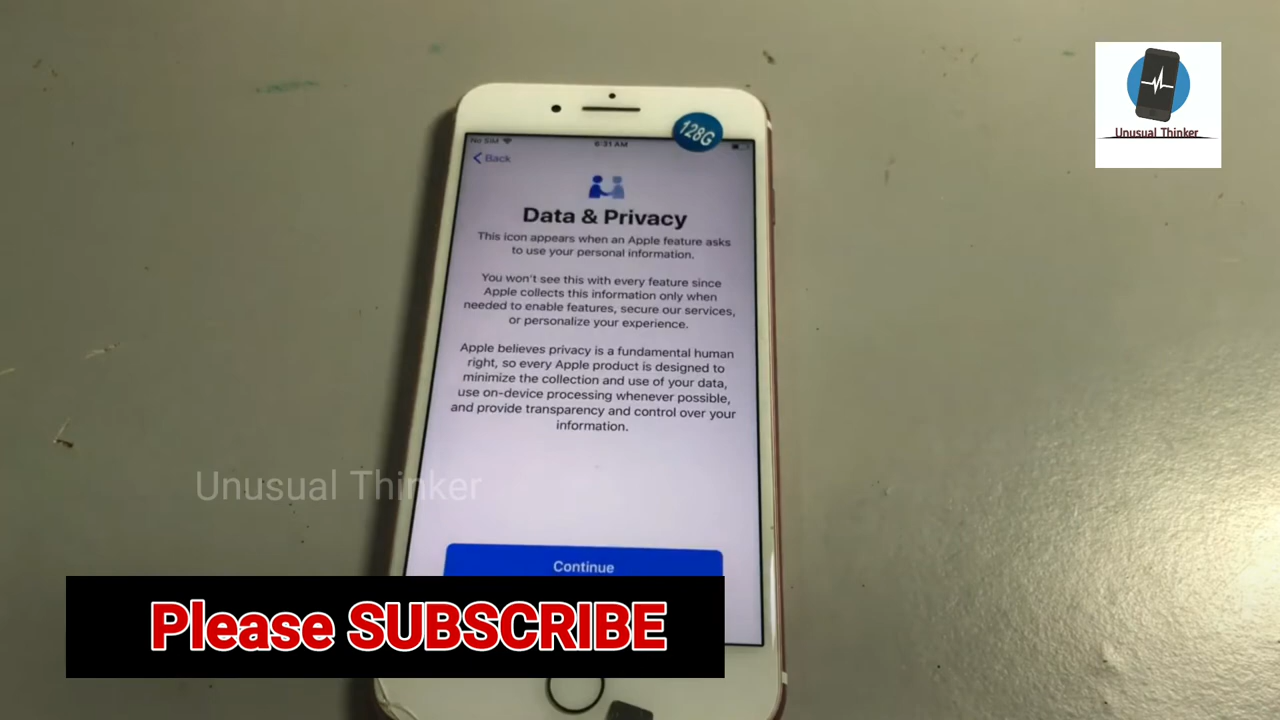 128G
Unusual Thinker
No SIM
6:31 AM
Back
Data & Privacy
This icon appears when an Apple feature asks
to use your personal information.
You won't see this with every feature since
Apple collects this information only when
needed to enable features, secure our services,
or personalize your experience.
Apple believes privacy is a fundamental human
right, so every Apple product is designed to
minimize the collection and use of your data,
use on-device processing whenever possible,
and provide transparency and control over your
information.
Unusual Thinker
Continue
Please SUBSCRIBE